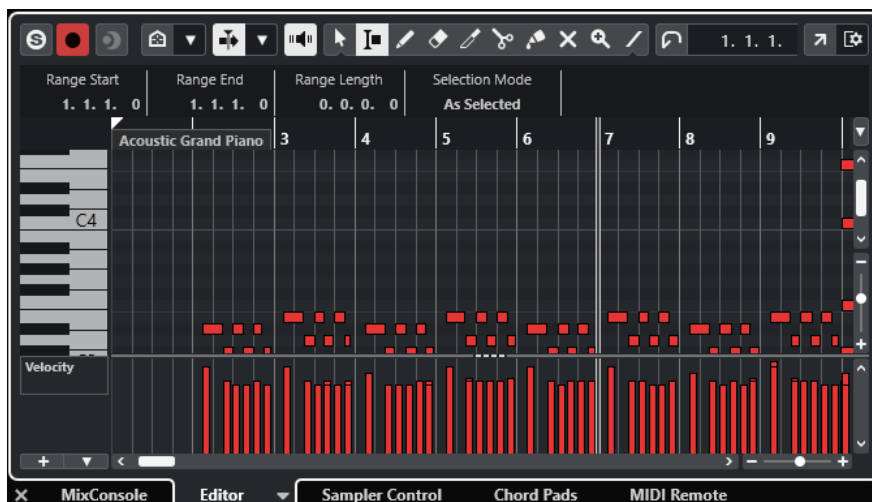 1. 1. 1.
Range Start Range End Range Length Selection Mode
1. 1. 1. 0 1. 1. 1. 0 0. 0. 0. 0 As Selected
Acoustic Grand Piano 3 4 5 6 7 8 9
C4
Velocity
MixConsole Editor Sampler Control Chord Pads MIDI Remote